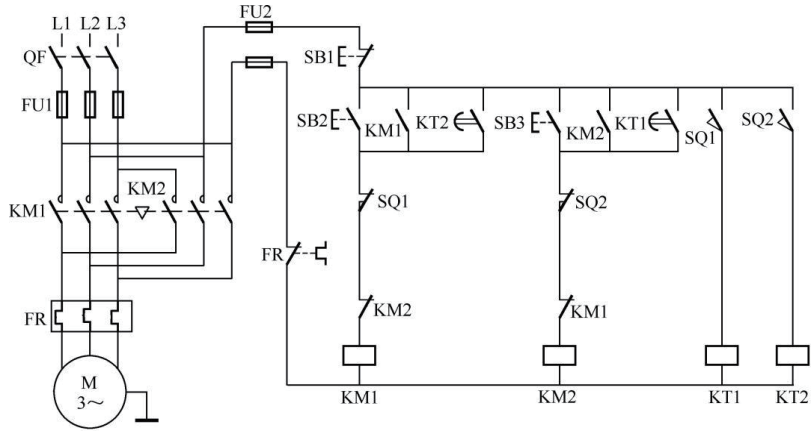 L1 L2 L3
FU2
QF
SB1
FU1
SB2
KM1
KT2
SB3
KM2
KT1
SQ1
SQ2
KM2
KM1
SQ1
SQ2
FR
KM2
KM1
FR
M
3～
KM1
KM2
KT1
KT2